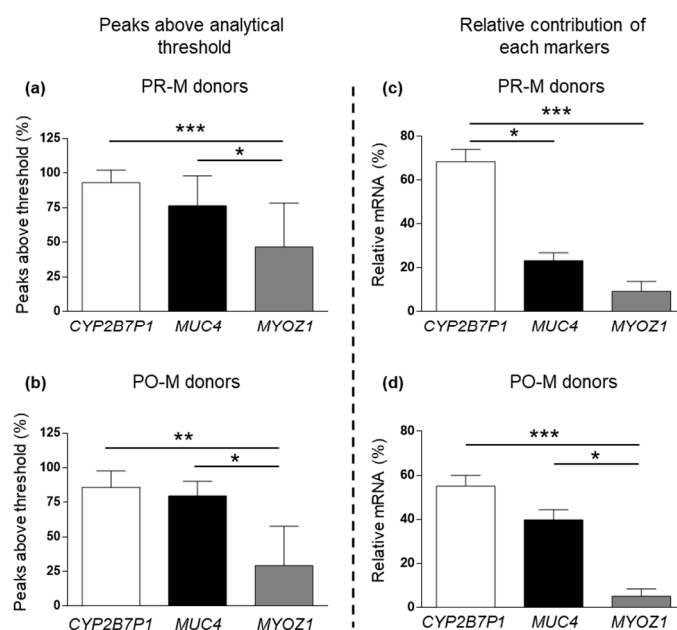 Peaks above analytical
threshold
Relative contribution of
each markers
(a)
PR-M donors
Peaks above threshold (%)
125
100
75
50
25
0
***
*
CYP2B7P1 MUC4 MYOZ1
(c)
PR-M donors
Relative mRNA (%)
80
60
40
20
0
***
*
CYP2B7P1 MUC4 MYOZ1
(b)
PO-M donors
Peaks above threshold (%)
125
100
75
50
25
0
**
*
CYP2B7P1 MUC4 MYOZ1
(d)
PO-M donors
Relative mRNA (%)
80
60
40
20
0
***
*
CYP2B7P1 MUC4 MYOZ1